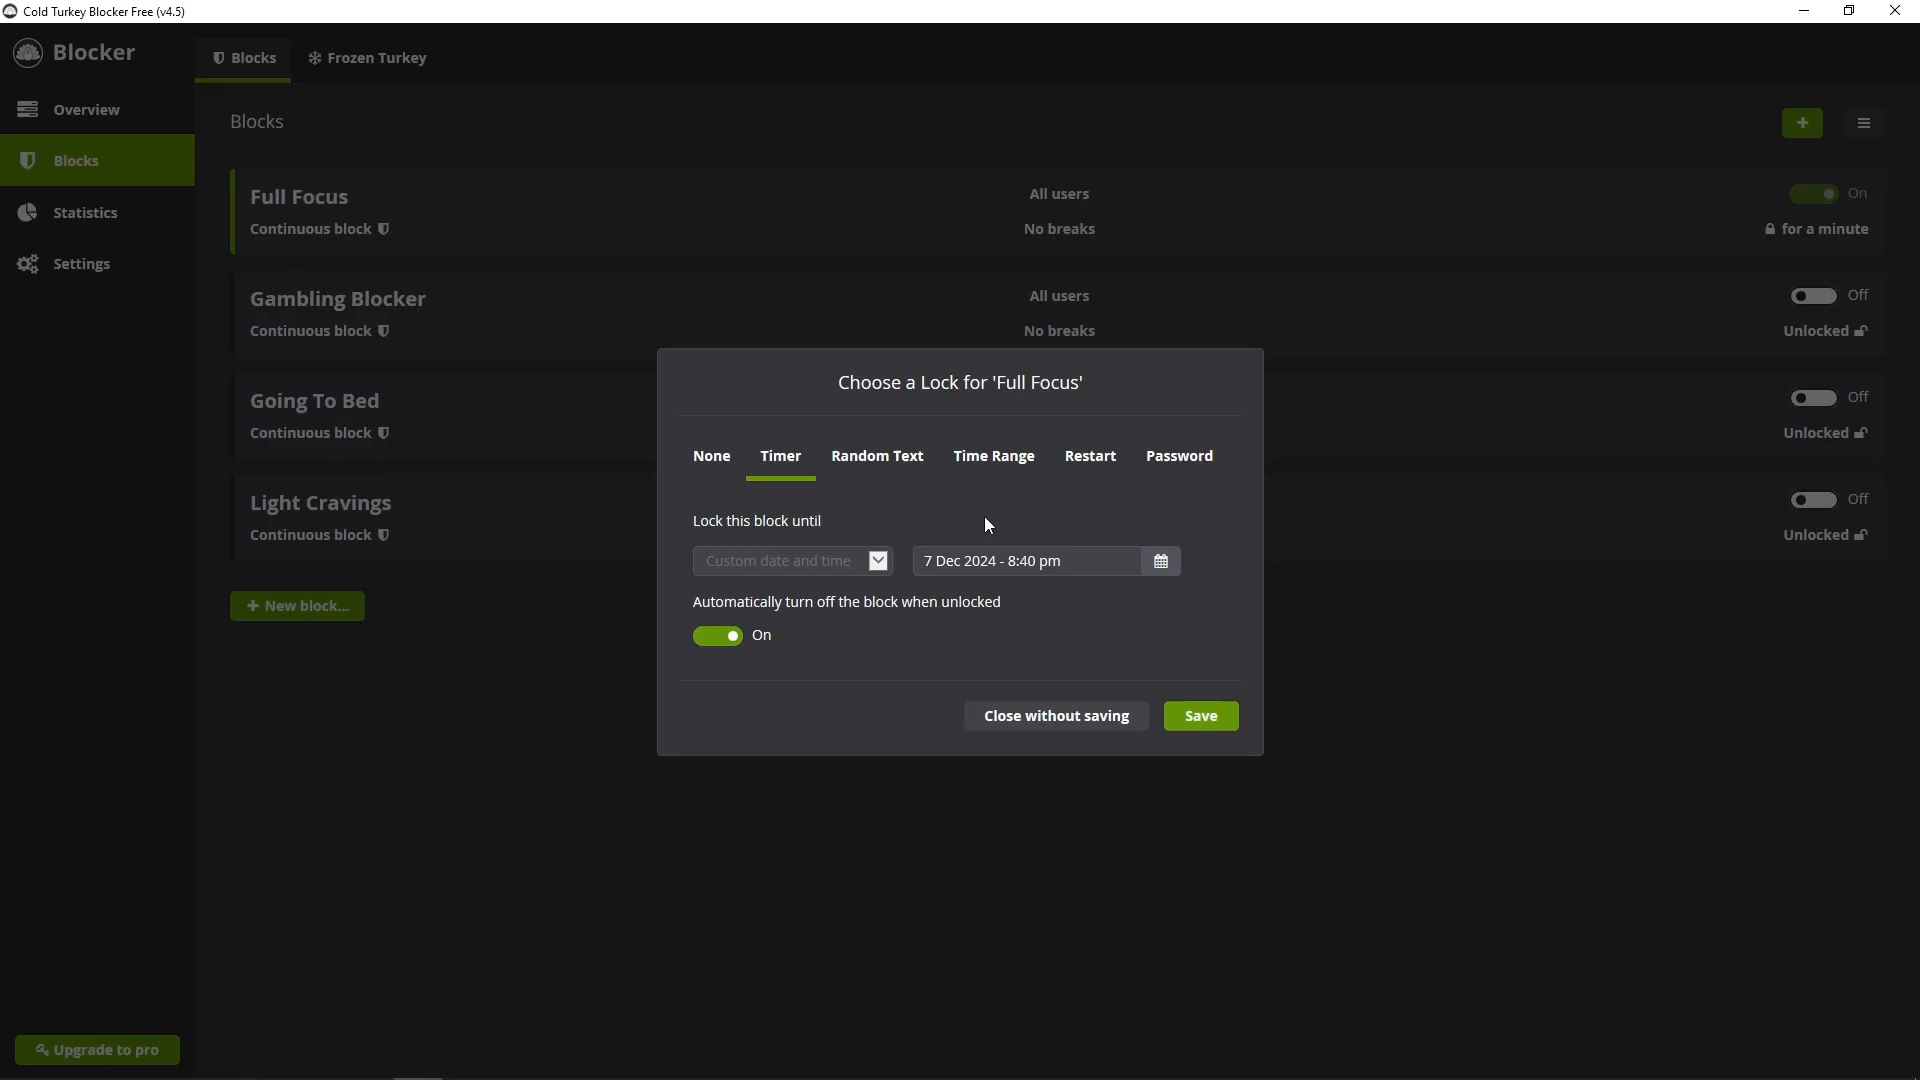 Cold Turkey Blocker Free (v4.5)
Blocker
Blocks
Frozen Turkey
Overview
Blocks
Statistics
Settings
Blocks
Full Focus
All users
On
Continuous block
No breaks
for a minute
Gambling Blocker
All users
Off
Continuous block
No breaks
Unlocked
Going To Bed
Off
Continuous block
Unlocked
Light Cravings
Off
Continuous block
Unlocked
+ New block...
Choose a Lock for 'Full Focus'
None Timer Random Text Time Range Restart Password
Lock this block until
Custom date and time
7 Dec 2024 - 8:40 pm
Automatically turn off the block when unlocked
On
Close without saving
Save
Upgrade to pro